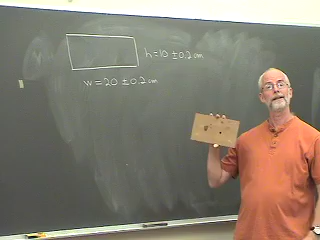 h = 10 ± 0.2 cm
w = 20 ± 0.2 cm